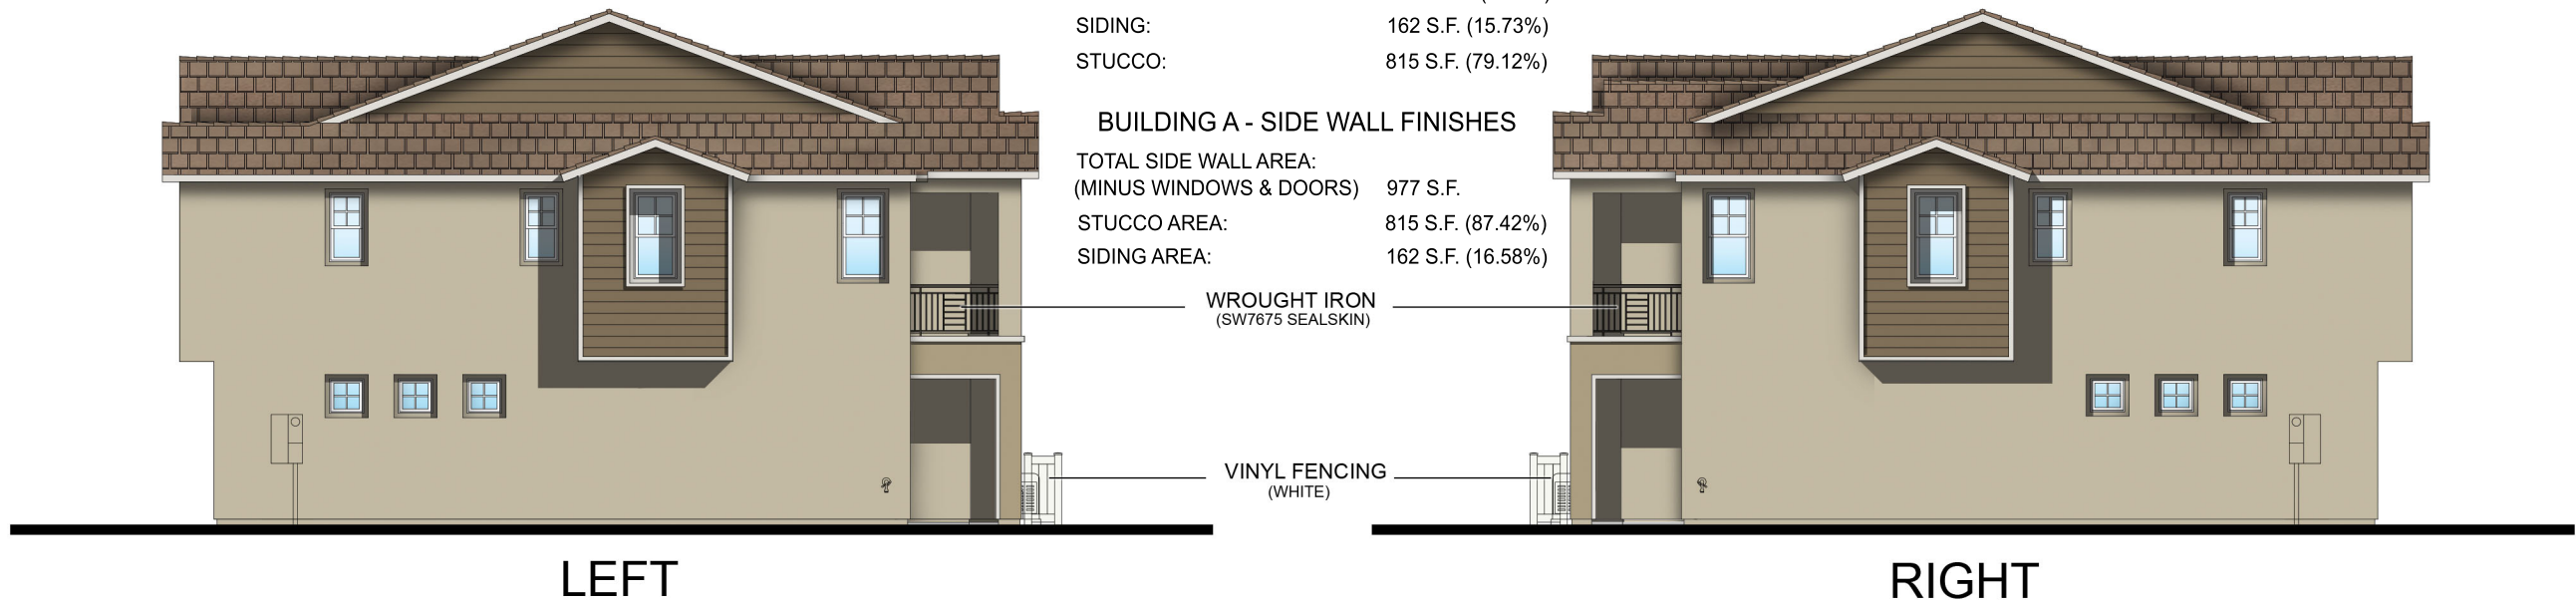 SIDING: 162 S.F. (15.73%)
STUCCO: 815 S.F. (79.12%)
BUILDING A - SIDE WALL FINISHES
TOTAL SIDE WALL AREA:
(MINUS WINDOWS & DOORS) 977 S.F.
STUCCO AREA: 815 S.F. (87.42%)
SIDING AREA: 162 S.F. (16.58%)
WROUGHT IRON
(SW7675 SEALSKIN)
VINYL FENCING
(WHITE)
LEFT
RIGHT